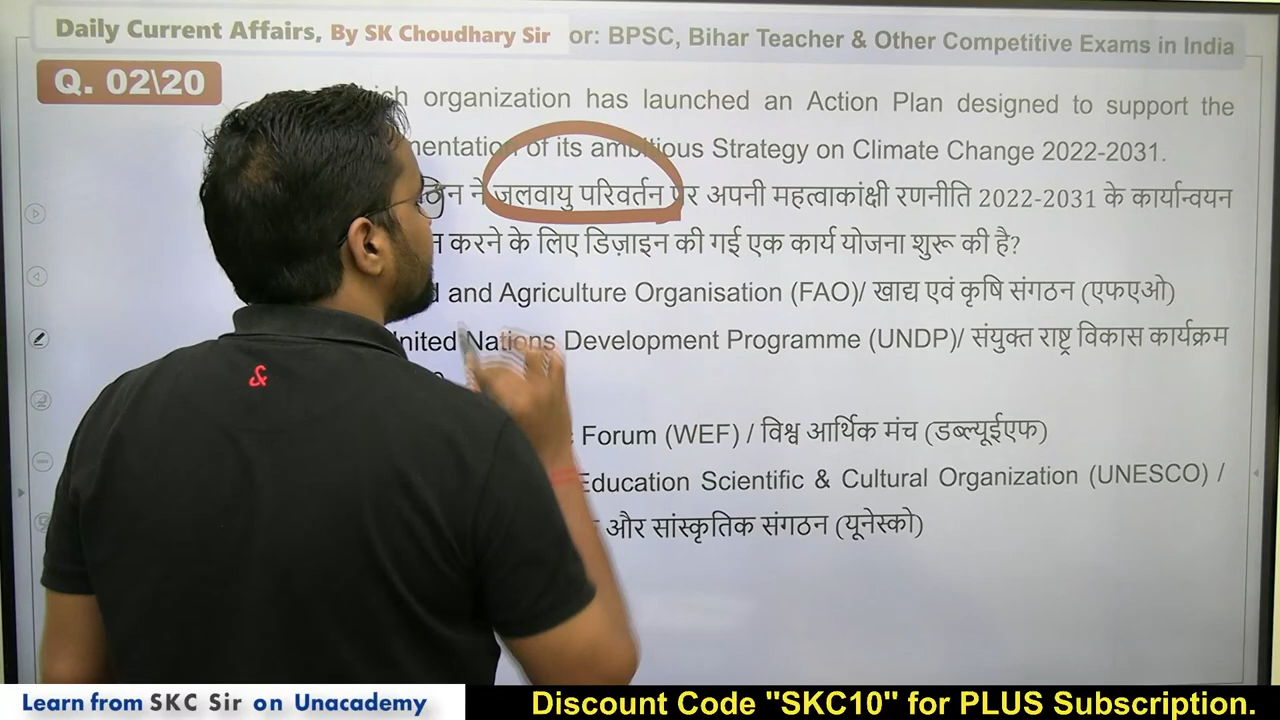 Daily Current Affairs, By SK Choudhary Sir or: BPSC, Bihar Teacher & Other Competitive Exams in India
Q. 02\20
organization has launched an Action Plan designed to support the
of its ambitious Strategy on Climate Change 2022-2031.
ने जलवायु परिवर्तन पर अपनी महत्वाकांक्षी रणनीति 2022-2031 के कार्यान्वयन
करने के लिए डिज़ाइन की गई एक कार्य योजना शुरू की है?
and Agriculture Organisation (FAO)/ खाद्य एवं कृषि संगठन (एफएओ)
Nations Development Programme (UNDP)/ संयुक्त राष्ट्र विकास कार्यक्रम
Forum (WEF) / विश्व आर्थिक मंच (डब्ल्यूईएफ)
Education Scientific & Cultural Organization (UNESCO) /
और सांस्कृतिक संगठन (यूनेस्को)
Learn from SKC Sir on Unacademy
Discount Code "SKC10" for PLUS Subscription.